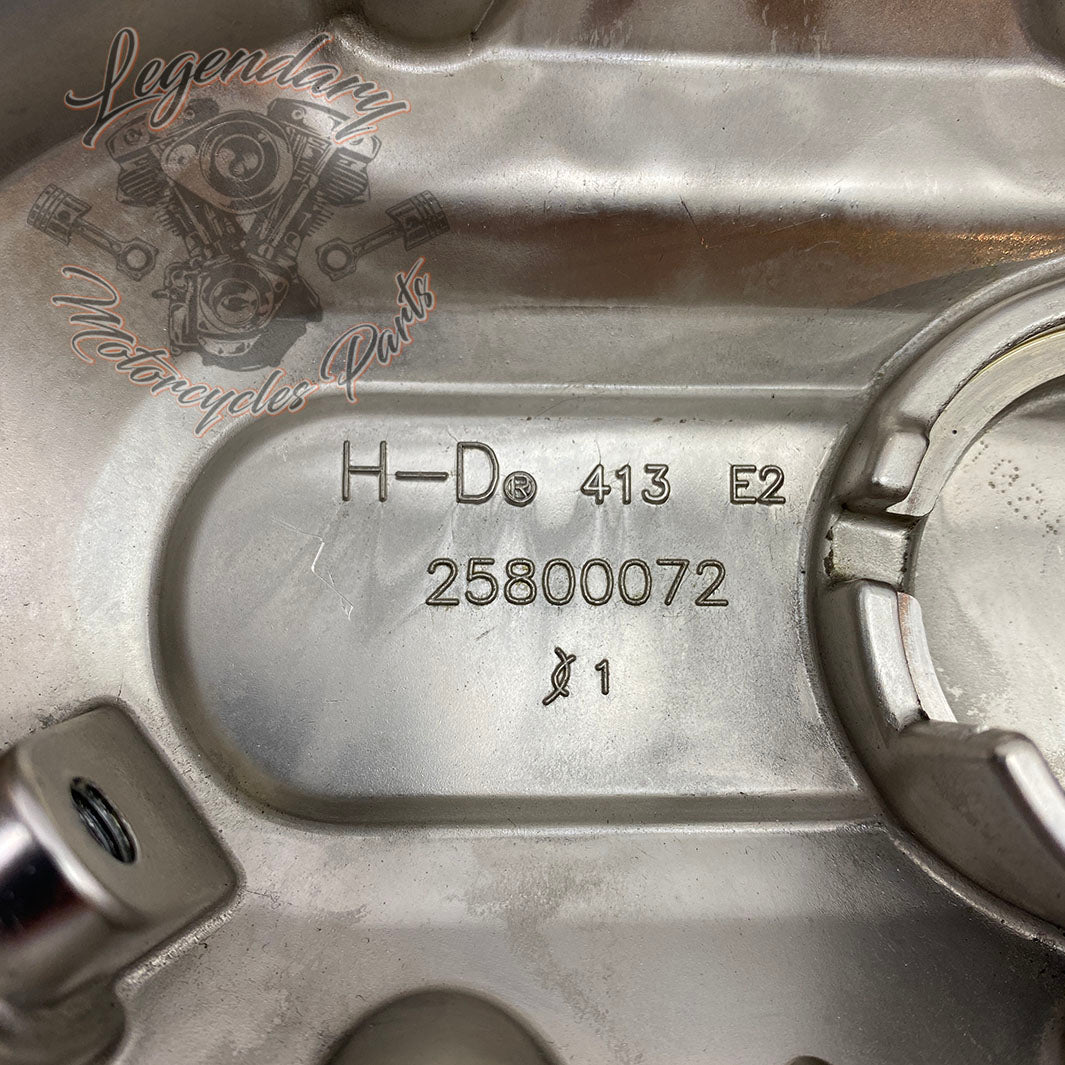 Legendary
Motorcycles Parts
H-D® 413 E2
25800072
1